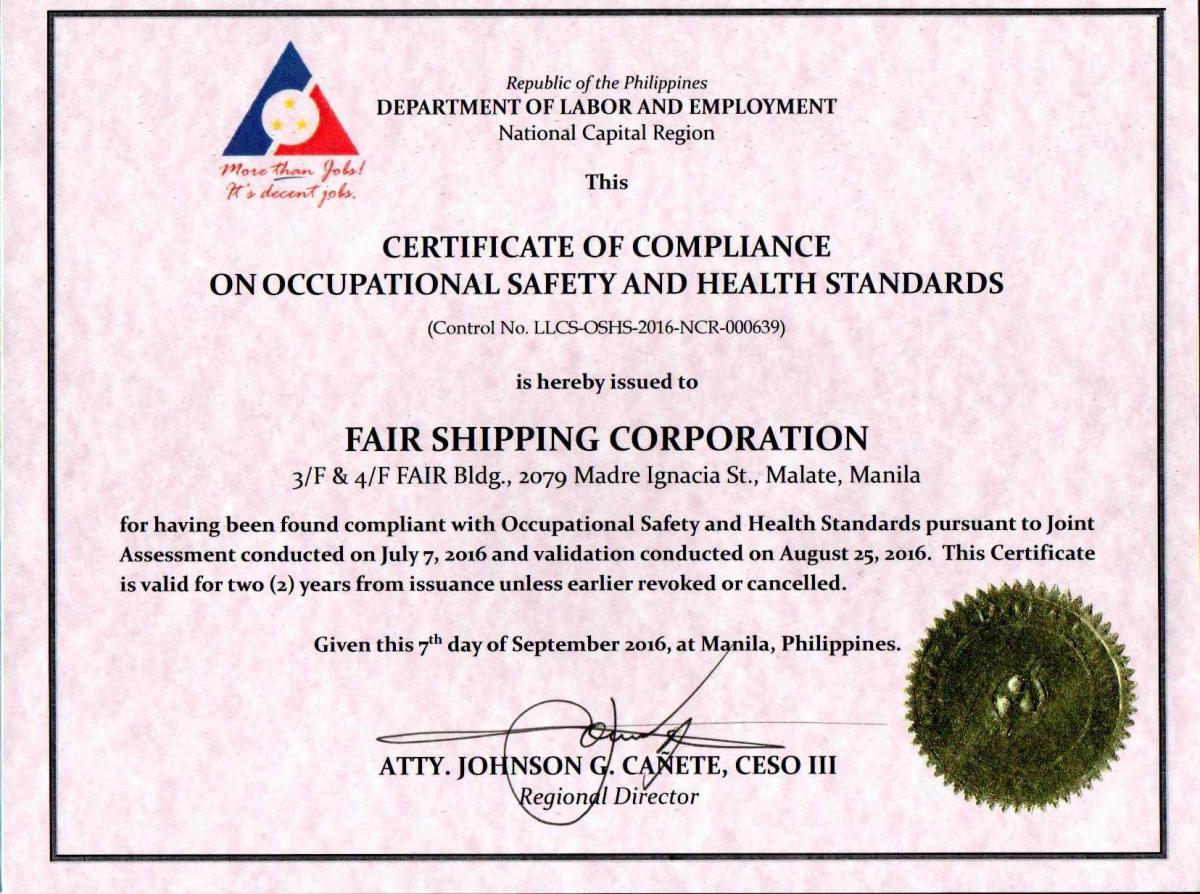 Republic of the Philippines
DEPARTMENT OF LABOR AND EMPLOYMENT
National Capital Region
More than Jobs!
It's decent jobs.
This
CERTIFICATE OF COMPLIANCE
ON OCCUPATIONAL SAFETY AND HEALTH STANDARDS
(Control No. LLCS-OSHS-2016-NCR-000639)
is hereby issued to
FAIR SHIPPING CORPORATION
3/F & 4/F FAIR Bldg., 2079 Madre Ignacia St., Malate, Manila
for having been found compliant with Occupational Safety and Health Standards pursuant to Joint
Assessment conducted on July 7, 2016 and validation conducted on August 25, 2016. This Certificate
is valid for two (2) years from issuance unless earlier revoked or cancelled.
Given this 7th day of September 2016, at Manila, Philippines.
ATTY. JOHNSON G. CAÑETE, CESO III
Regional Director